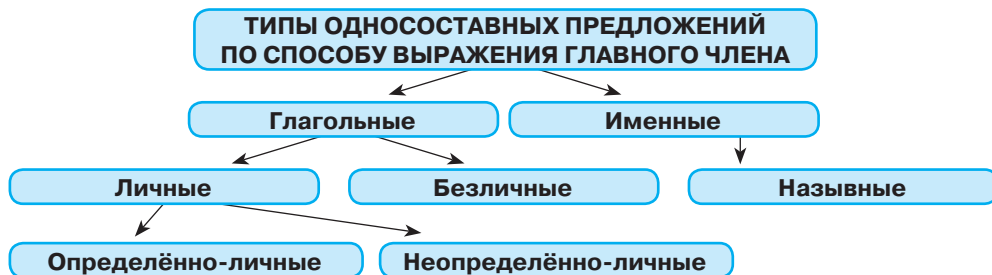 ТИПЫ ОДНОСОСТАВНЫХ ПРЕДЛОЖЕНИЙ
ПО СПОСОБУ ВЫРАЖЕНИЯ ГЛАВНОГО ЧЛЕНА
Глагольные
Именные
Личные
Безличные
Назывные
Определённо-личные
Неопределённо-личные